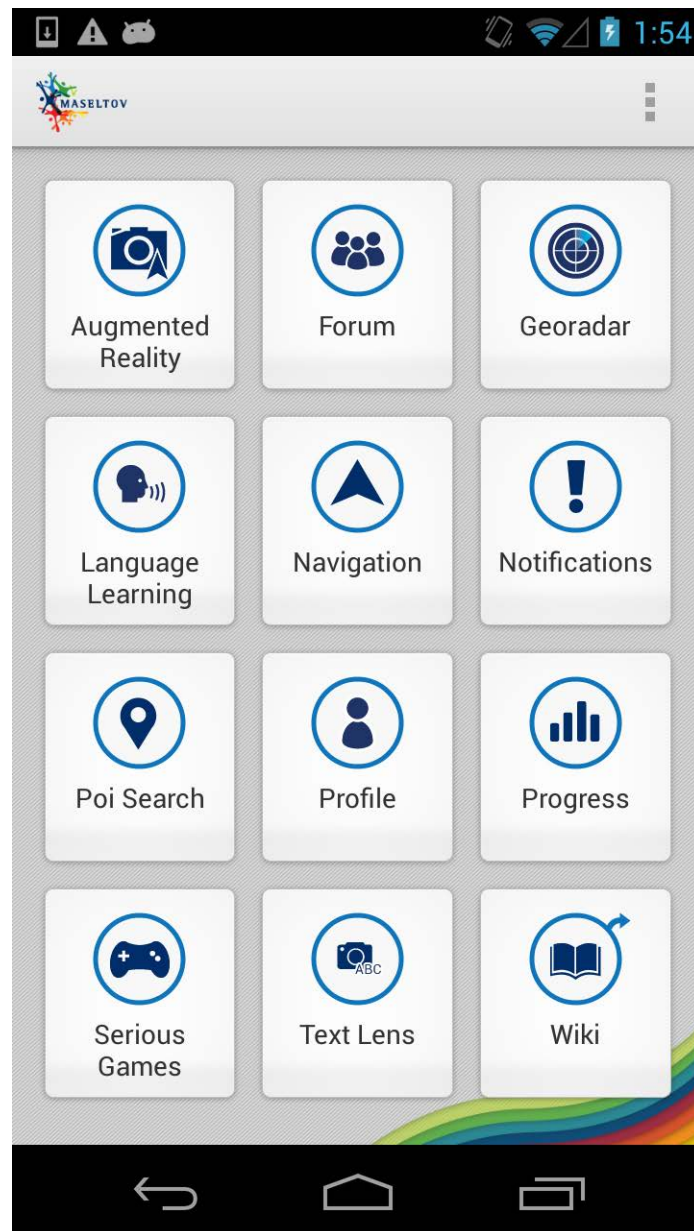 1:54
MASELTOV
Augmented
Reality
Forum
Georadar
Language
Learning
Navigation
Notifications
Poi Search
Profile
Progress
ABC
Serious
Games
Text Lens
Wiki